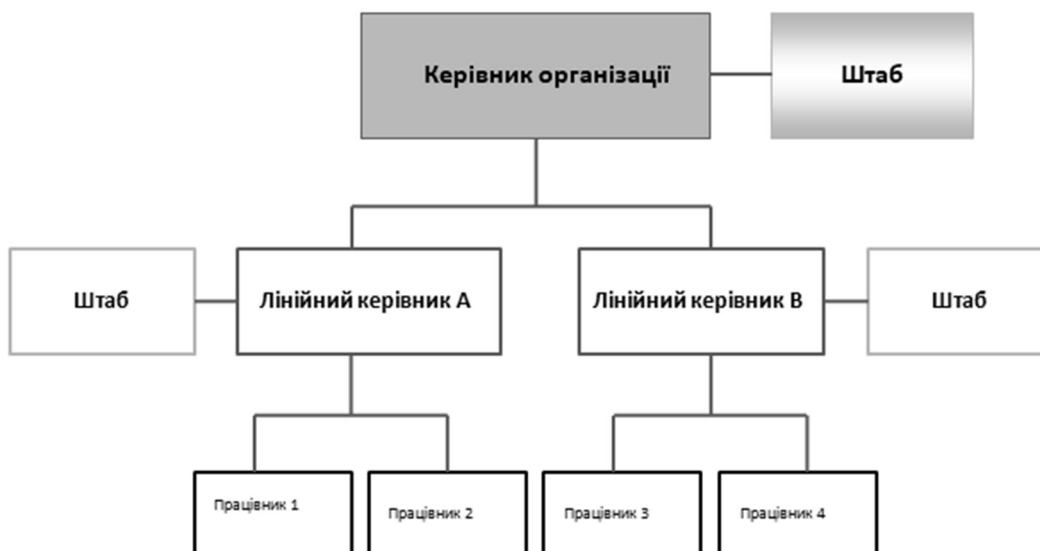 Керівник організації
Штаб
Штаб
Лінійний керівник А
Лінійний керівник В
Штаб
Працівник 1
Працівник 2
Працівник 3
Працівник 4